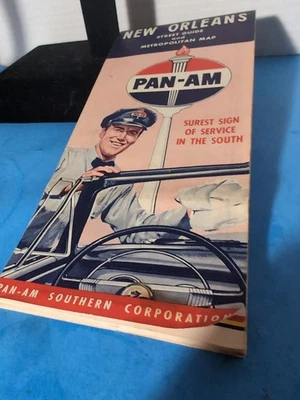 NEW ORLEANS
STREET GUIDE
and
METROPOLITAN MAP
PAN-AM
SUREST SIGN
OF SERVICE
IN THE SOUTH
PAN-AM SOUTHERN CORPORATION